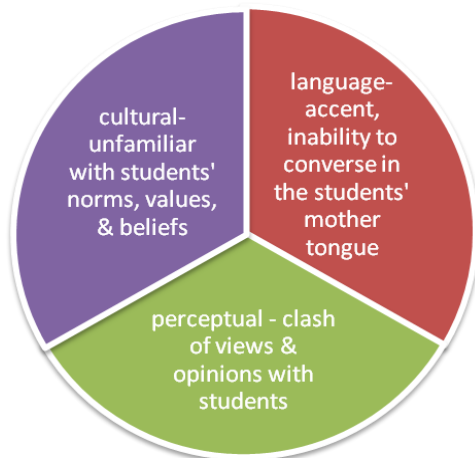 cultural-
unfamiliar
with students'
norms, values,
& beliefs
language-
accent,
inability to
converse in
the students'
mother
tongue
perceptual - clash
of views &
opinions with
students